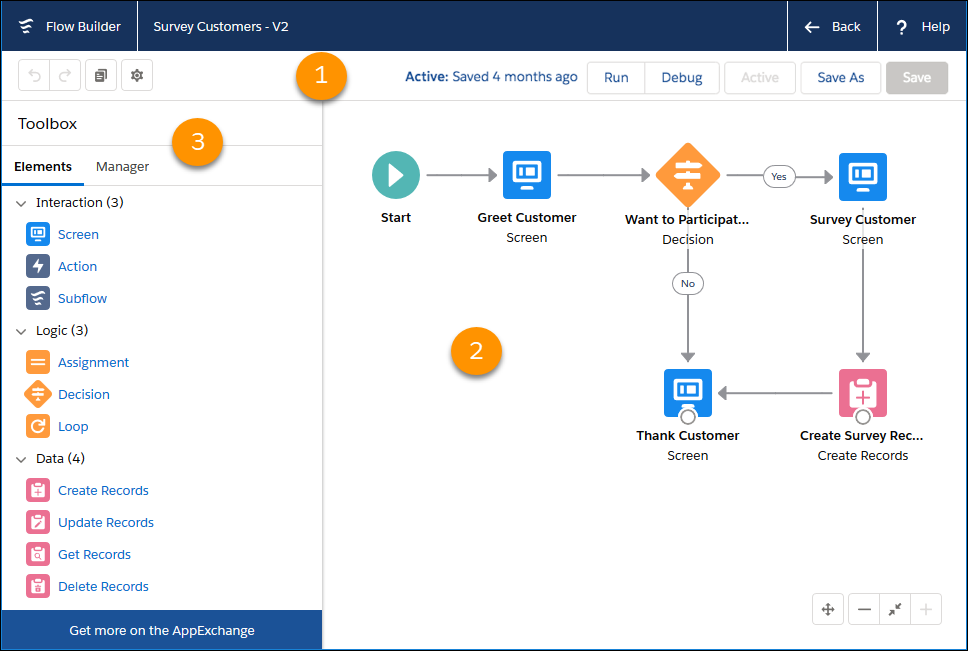 Flow Builder
Survey Customers - V2
Back
? Help
1
Active: Saved 4 months ago
Run
Debug
Active
Save As
Save
Toolbox
3
Elements
Manager
Interaction (3)
Screen
Action
Subflow
Logic (3)
Assignment
Decision
Loop
Data (4)
Create Records
Update Records
Get Records
Delete Records
Get more on the AppExchange
Start
Greet Customer
Screen
Want to Participat...
Decision
Yes
Survey Customer
Screen
No
2
Thank Customer
Screen
Create Survey Rec...
Create Records